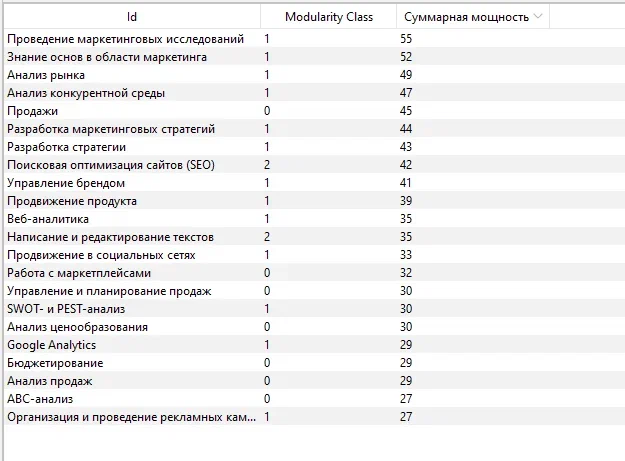 Id Modularity Class Суммарная мощность
Проведение маркетинговых исследований 1 55
Знание основ в области маркетинга 1 52
Анализ рынка 1 49
Анализ конкурентной среды 1 47
Продажи 0 45
Разработка маркетинговых стратегий 1 44
Разработка стратегии 1 43
Поисковая оптимизация сайтов (SEO) 2 42
Управление брендом 1 41
Продвижение продукта 1 39
Веб-аналитика 1 35
Написание и редактирование текстов 2 35
Продвижение в социальных сетях 1 33
Работа с маркетплейсами 0 32
Управление и планирование продаж 0 30
SWOT- и PEST-анализ 1 30
Анализ ценообразования 0 30
Google Analytics 1 29
Бюджетирование 0 29
Анализ продаж 0 29
ABC-анализ 0 27
Организация и проведение рекламных кам... 1 27